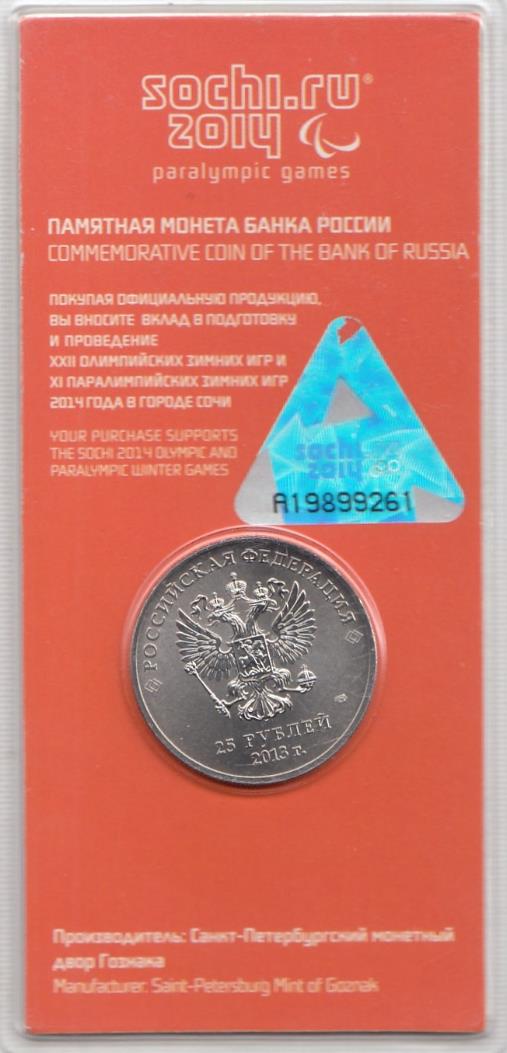 sochi.ru®
2014
paralympic games
ПАМЯТНАЯ МОНЕТА БАНКА РОССИИ
COMMEMORATIVE COIN OF THE BANK OF RUSSIA
ПОКУПАЯ ОФИЦИАЛЬНУЮ ПРОДУКЦИЮ,
ВЫ ВНОСИТЕ ВКЛАД В ПОДГОТОВКУ
И ПРОВЕДЕНИЕ
XXII ОЛИМПИЙСКИХ ЗИМНИХ ИГР И
XI ПАРАЛИМПИЙСКИХ ЗИМНИХ ИГР
2014 ГОДА В ГОРОДЕ СОЧИ
YOUR PURCHASE SUPPORTS
THE SOCHI 2014 OLYMPIC AND
PARALYMPIC WINTER GAMES
sochi
2014
A19899261
РОССИЙСКАЯ ФЕДЕРАЦИЯ
25 РУБЛЕЙ
2013 г.
Производитель: Санкт-Петербургский монетный
двор Гознака
Manufacturer: Saint-Petersburg Mint of Goznak